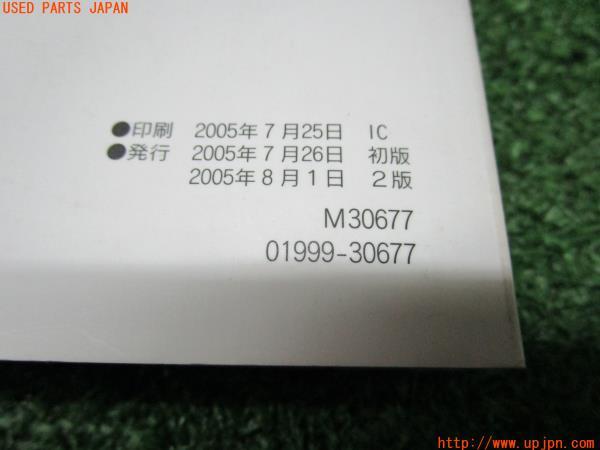 USED PARTS JAPAN
●印刷 2005年7月25日 IC
●発行 2005年7月26日 初版
2005年8月1日 2版
M30677
01999-30677
http://www.upjpn.com/